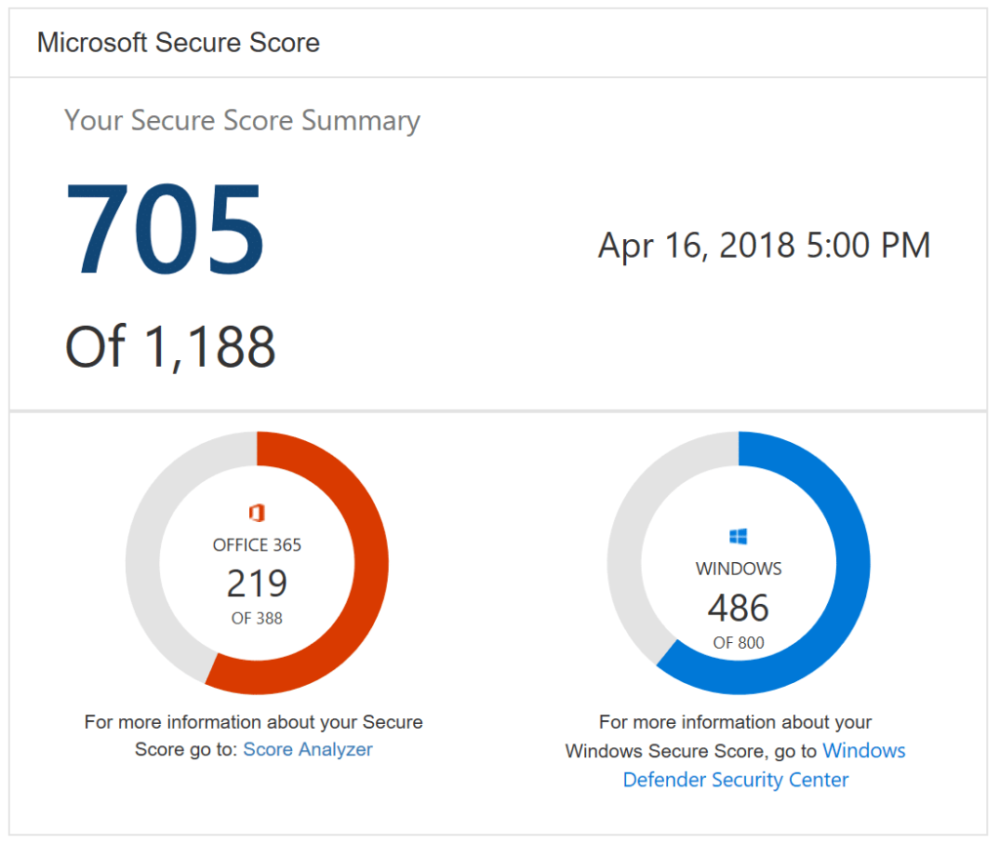 Microsoft Secure Score
Your Secure Score Summary
705
Apr 16, 2018 5:00 PM
Of 1,188
OFFICE 365
219
OF 388
For more information about your Secure
Score go to: Score Analyzer
WINDOWS
486
OF 800
For more information about your
Windows Secure Score, go to Windows
Defender Security Center